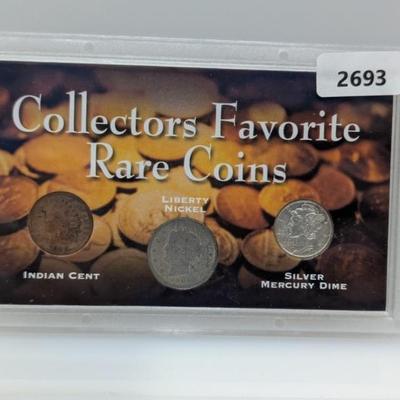 2693
Collectors Favorite
Rare Coins
LIBERTY
NICKEL
INDIAN CENT
SILVER
MERCURY DIME